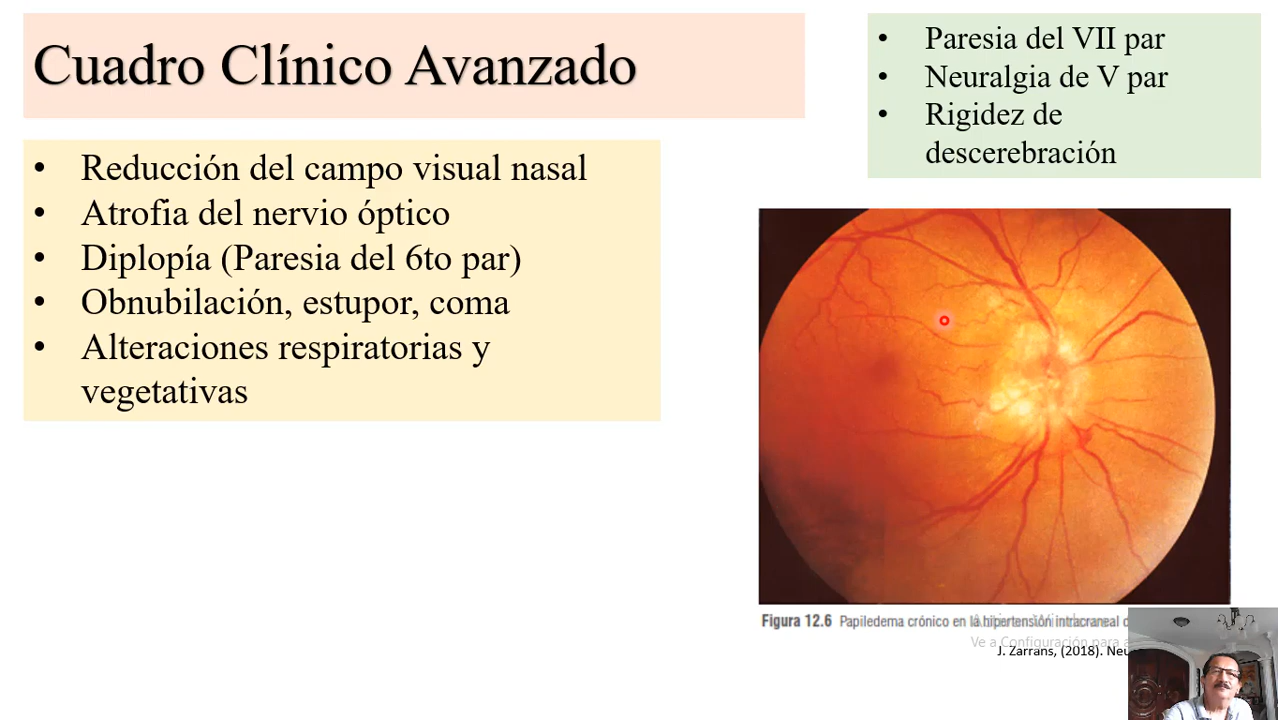 Cuadro Clínico Avanzado
• Reducción del campo visual nasal
• Atrofia del nervio óptico
• Diplopía (Paresia del 6to par)
• Obnubilación, estupor, coma
• Alteraciones respiratorias y
vegetativas
• Paresia del VII par
• Neuralgia de V par
• Rigidez de
descerebración
Figura 12.6 Papiledema crónico en la hipertensión intracraneal
Ve a Configuración para
J. Zarrans, (2018).